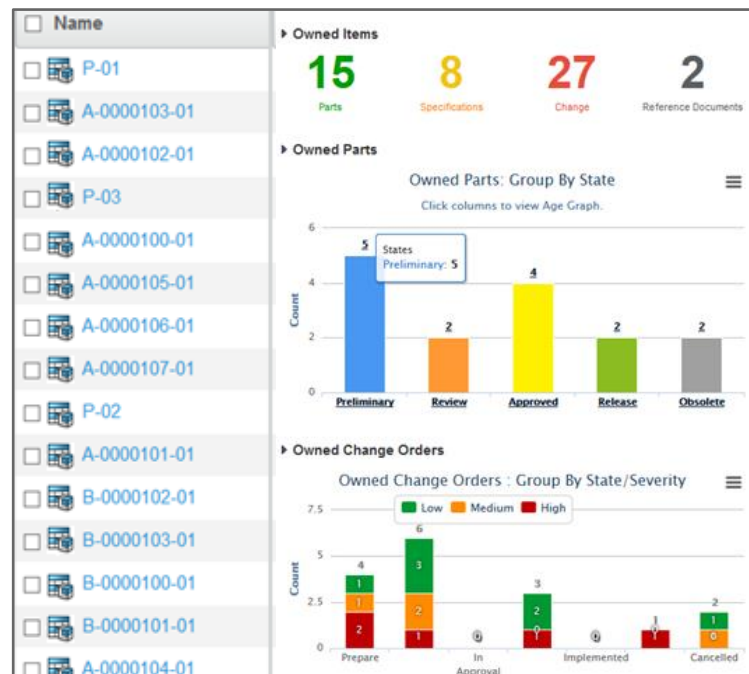 Name
P-01
A-0000103-01
A-0000102-01
P-03
A-0000100-01
A-0000105-01
A-0000106-01
A-0000107-01
P-02
A-0000101-01
B-0000102-01
B-0000103-01
B-0000100-01
B-0000101-01
A-0000104-01
Owned Items
15 8 27 2
Parts Specifications Change Reference Documents
Owned Parts
Owned Parts: Group By State
Click columns to view Age Graph.
Count
6
4
2
0
5
States
Preliminary: 5
2
4
2
2
Preliminary Review Approved Release Obsolete
Owned Change Orders
Owned Change Orders : Group By State/Severity
Low Medium High
Count
7.5
5
2.5
0
4
1
1
2
6
3
2
1
0
3
2
0
1
0
1
0
1
2
1
0
Prepare In Approval Implemented Cancelled